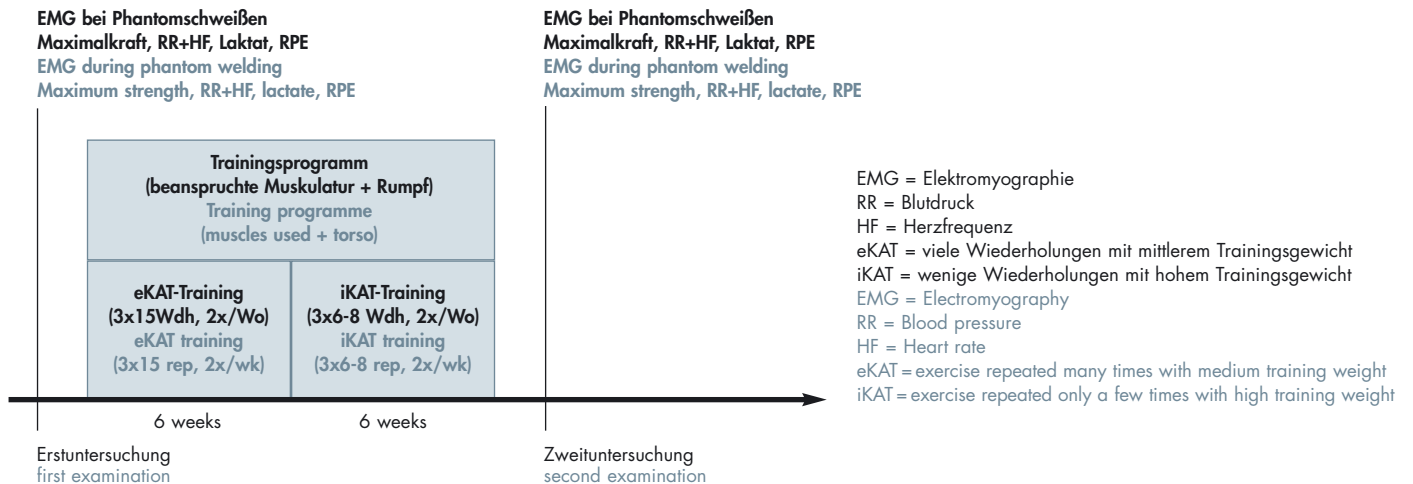 EMG bei Phantomschweißen
Maximalkraft, RR+HF, Laktat, RPE
EMG during phantom welding
Maximum strength, RR+HF, lactate, RPE
EMG bei Phantomschweißen
Maximalkraft, RR+HF, Laktat, RPE
EMG during phantom welding
Maximum strength, RR+HF, lactate, RPE
Trainingsprogramm
(beanspruchte Muskulatur + Rumpf)
Training programme
(muscles used + torso)
eKAT-Training
(3x15Wdh, 2x/Wo)
eKAT training
(3x15 rep, 2x/wk)
iKAT-Training
(3x6-8 Wdh, 2x/Wo)
iKAT training
(3x6-8 rep, 2x/wk)
6 weeks
6 weeks
Erstuntersuchung
first examination
Zweituntersuchung
second examination
EMG = Elektromyographie
RR = Blutdruck
HF = Herzfrequenz
eKAT = viele Wiederholungen mit mittlerem Trainingsgewicht
iKAT = wenige Wiederholungen mit hohem Trainingsgewicht
EMG = Electromyography
RR = Blood pressure
HF = Heart rate
eKAT = exercise repeated many times with medium training weight
iKAT = exercise repeated only a few times with high training weight